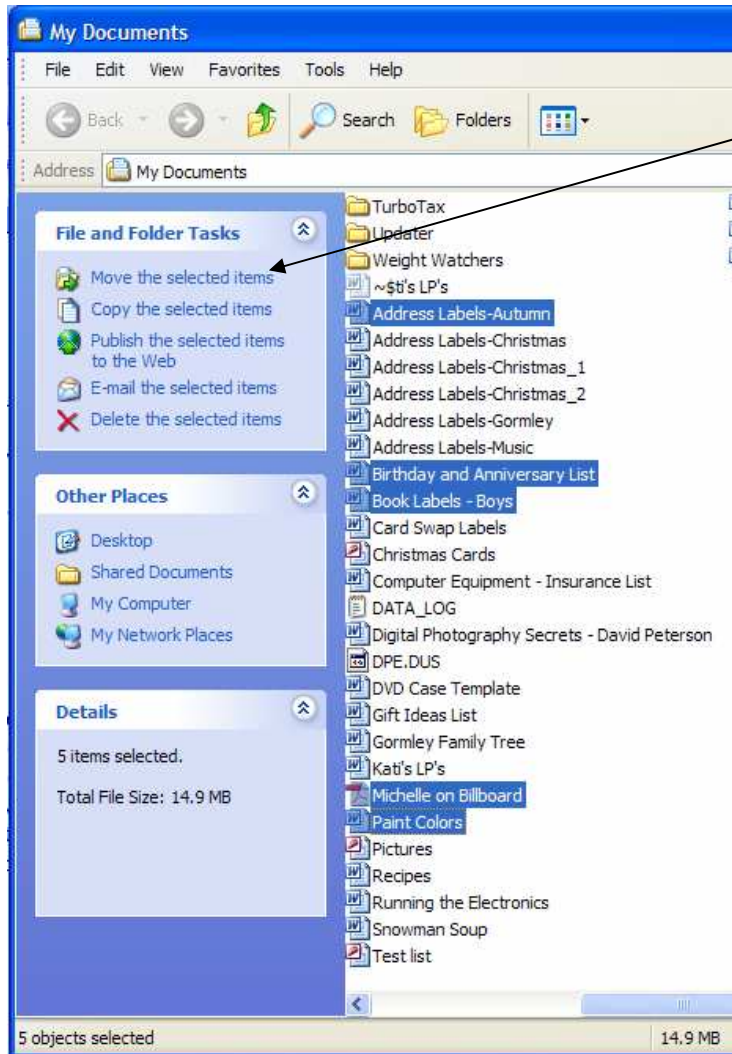 My Documents
File Edit View Favorites Tools Help
Back Search Folders
Address My Documents
File and Folder Tasks
Move the selected items
Copy the selected items
Publish the selected items
to the Web
E-mail the selected items
Delete the selected items
Other Places
Desktop
Shared Documents
My Computer
My Network Places
Details
5 items selected.
Total File Size: 14.9 MB
TurboTax
Updater
Weight Watchers
~$ti's LP's
Address Labels-Autumn
Address Labels-Christmas
Address Labels-Christmas_1
Address Labels-Christmas_2
Address Labels-Gormley
Address Labels-Music
Birthday and Anniversary List
Book Labels - Boys
Card Swap Labels
Christmas Cards
Computer Equipment - Insurance List
DATA_LOG
Digital Photography Secrets - David Peterson
DPE.DUS
DVD Case Template
Gift Ideas List
Gormley Family Tree
Kati's LP's
Michelle on Billboard
Paint Colors
Pictures
Recipes
Running the Electronics
Snowman Soup
Test list
5 objects selected 14.9 MB